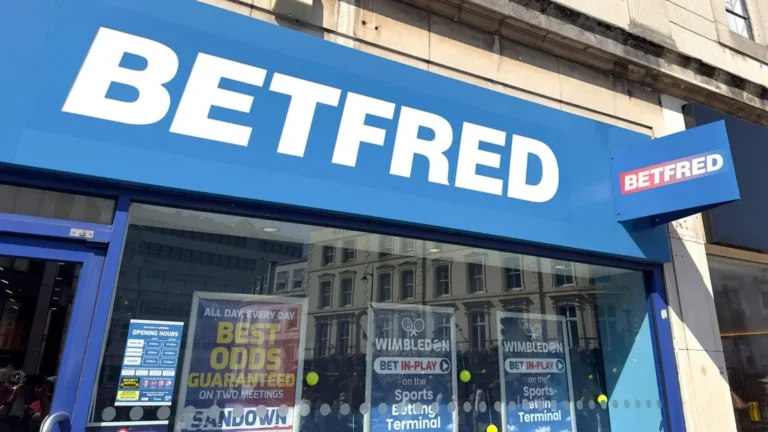 BETFRED
BETFRED
OPENING HOURS
ALL DAY, EVERY DAY
BEST
ODDS
GUARANTEED
ON TWO MEETINGS
SANDOWN
WIMBLEDON
BET IN-PLAY
on the
Sports
Betting
Terminal
WIMBLEDON
BET IN-PLAY
on the
Sports
Betting
Terminal